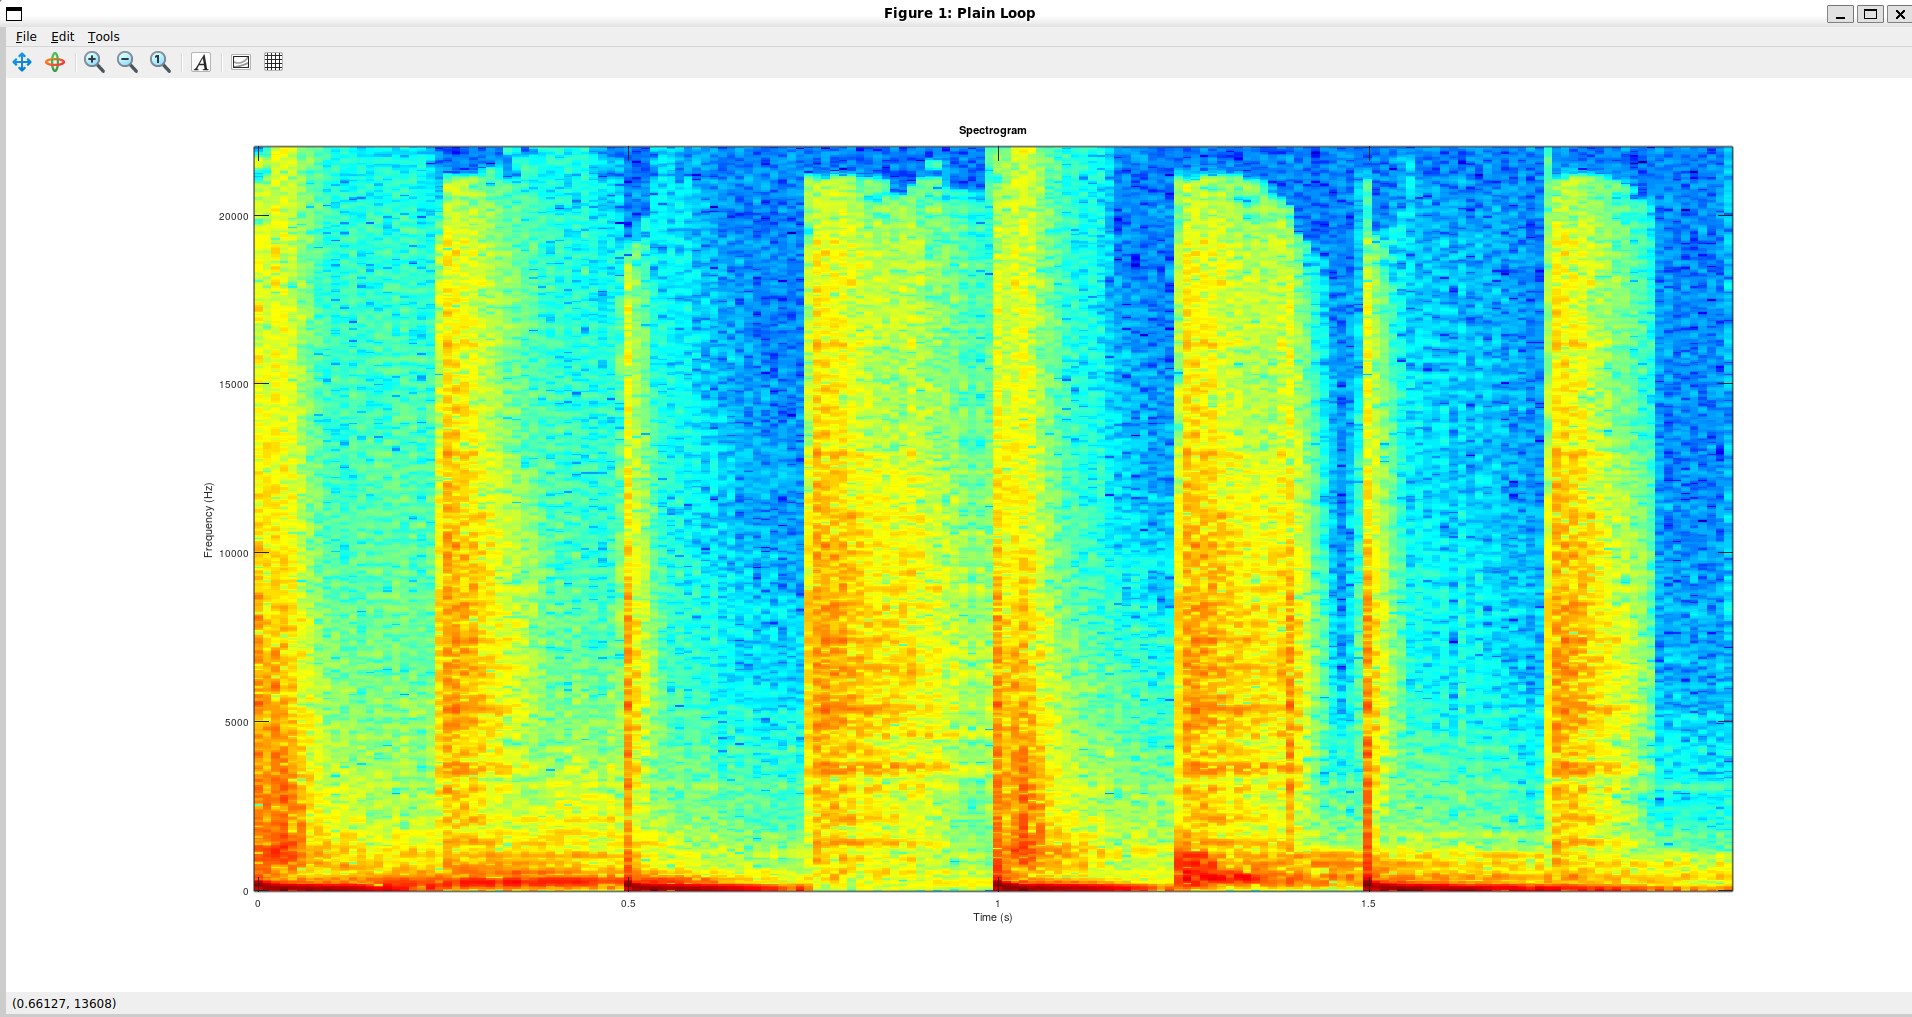 Figure 1: Plain Loop
File Edit Tools
A
Spectrogram
20000
15000
10000
5000
0
Frequency (Hz)
0 0.5 1 1.5
Time (s)
(0.66127, 13608)